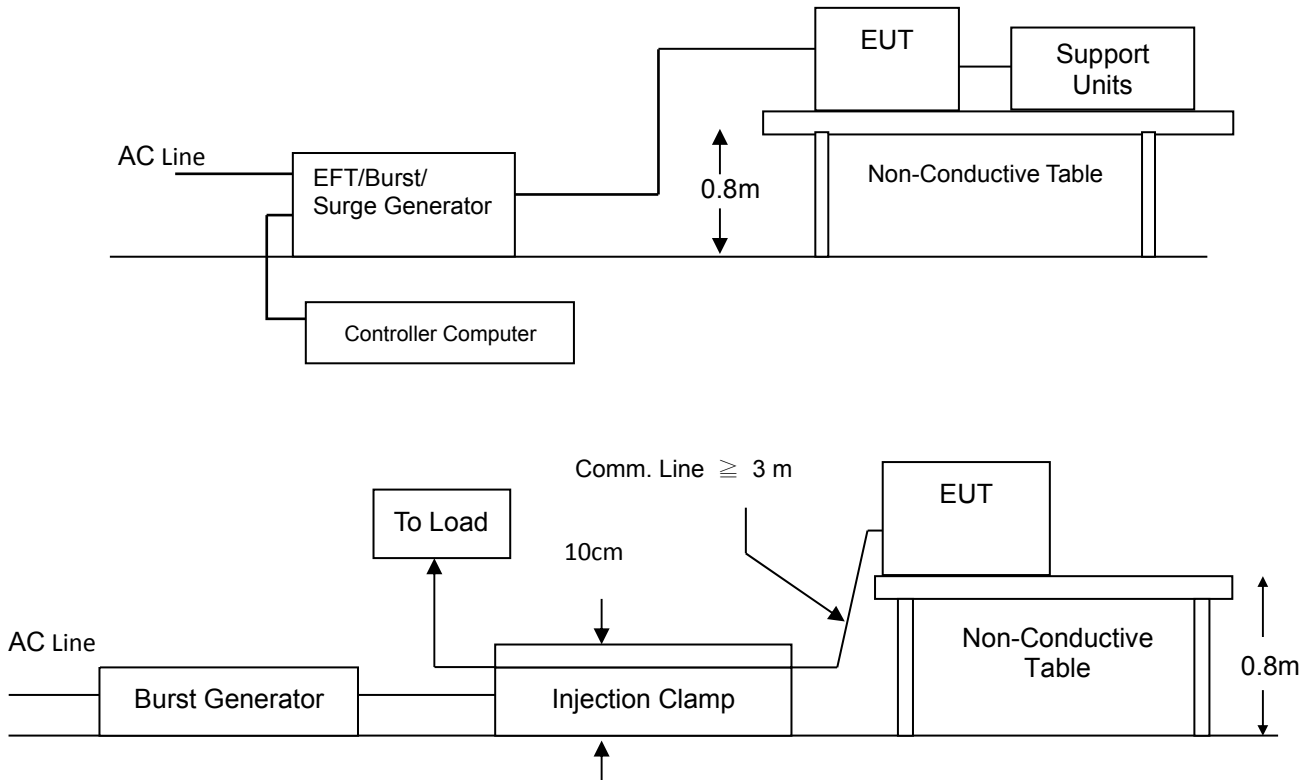 EUT
Support
Units
AC Line
EFT/Burst/
Surge Generator
0.8m
Non-Conductive Table
Controller Computer
Comm. Line ≧ 3 m
EUT
To Load
10cm
AC Line
Burst Generator
Injection Clamp
Non-Conductive
Table
0.8m